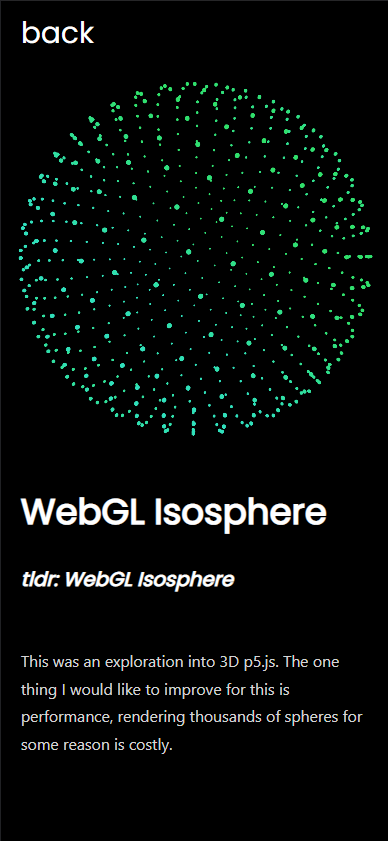 back
WebGL Isosphere
tldr: WebGL Isosphere
This was an exploration into 3D p5.js. The one
thing I would like to improve for this is
performance, rendering thousands of spheres for
some reason is costly.